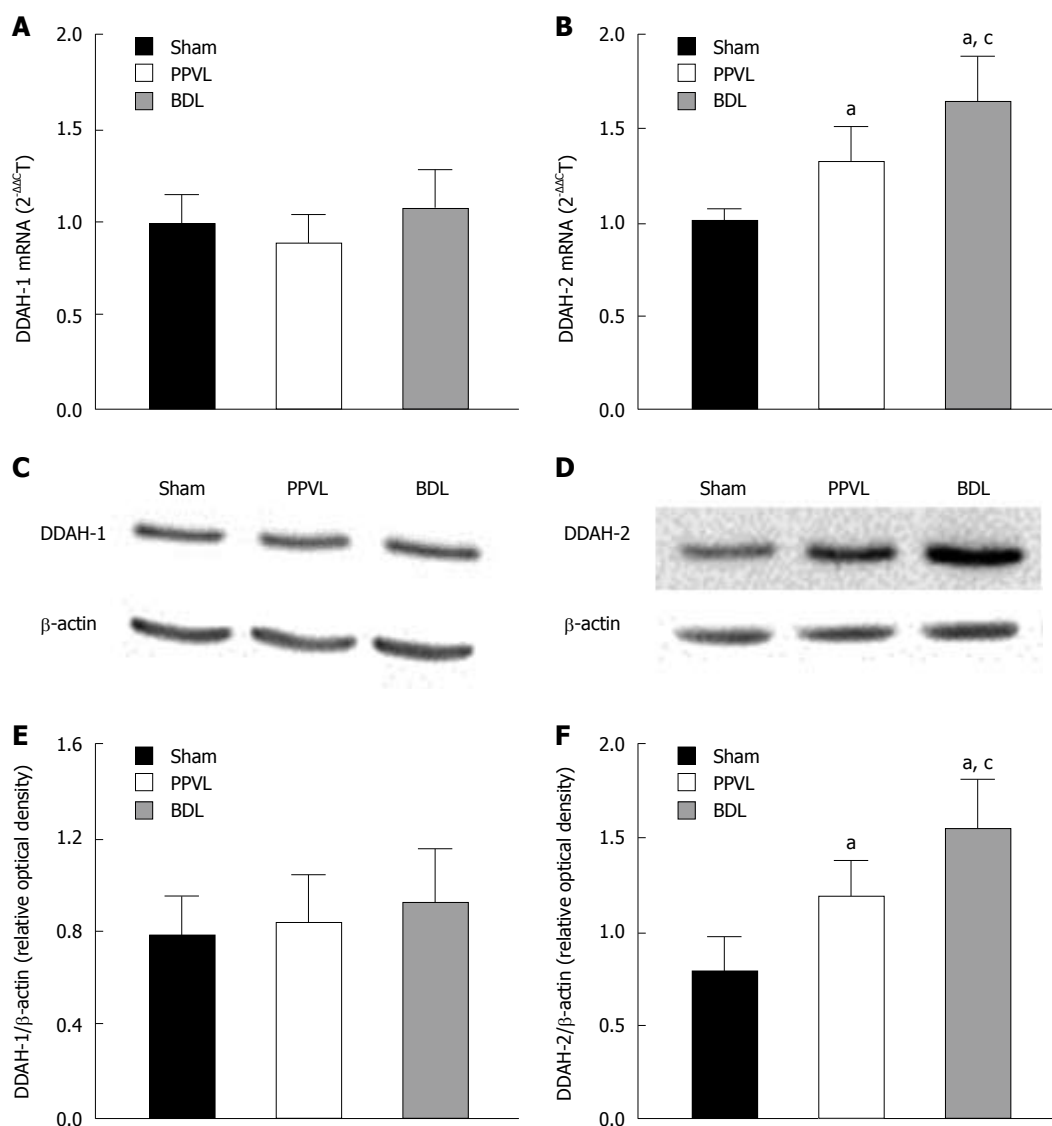 A
2.0
1.5
1.0
0.5
0.0
DDAH-1 mRNA (2^-ΔΔCT)
Sham
PPVL
BDL
B
2.0
1.5
1.0
0.5
0.0
DDAH-2 mRNA (2^-ΔΔCT)
Sham
PPVL
BDL
a
a, c
C
Sham PPVL BDL
DDAH-1
β-actin
D
Sham PPVL BDL
DDAH-2
β-actin
E
1.6
1.2
0.8
0.4
0.0
DDAH-1/β-actin (relative optical density)
Sham
PPVL
BDL
F
2.0
1.5
1.0
0.5
0.0
DDAH-2/β-actin (relative optical density)
Sham
PPVL
BDL
a
a, c